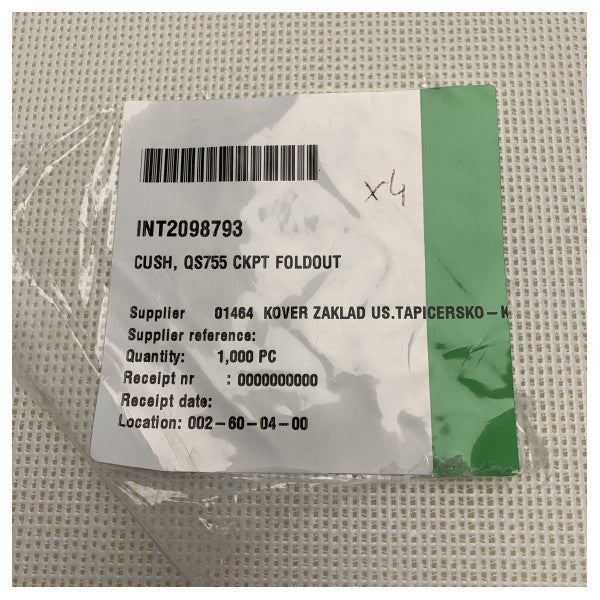 x4
INT2098793
CUSH, QS755 CKPT FOLDOUT
Supplier 01464 KOVER ZAKLAD US.TAPICERSKO-K
Supplier reference:
Quantity: 1,000 PC
Receipt nr : 0000000000
Receipt date:
Location: 002-60-04-00